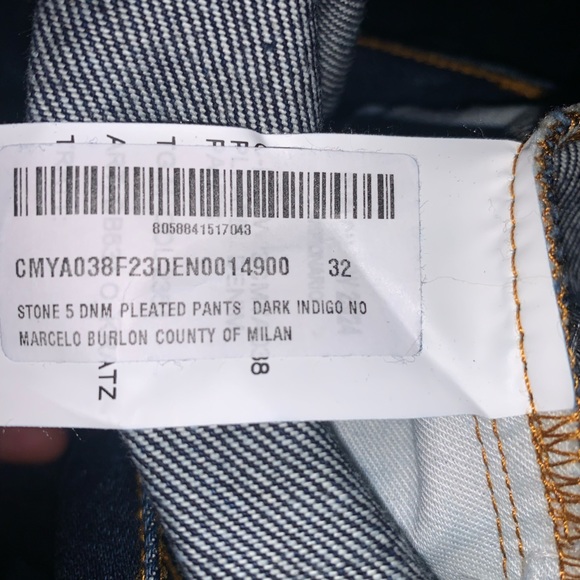 8058841517043
CMYA038F23DEN0014900 32
STONE 5 DNM PLEATED PANTS DARK INDIGO NO
MARCELO BURLON COUNTY OF MILAN